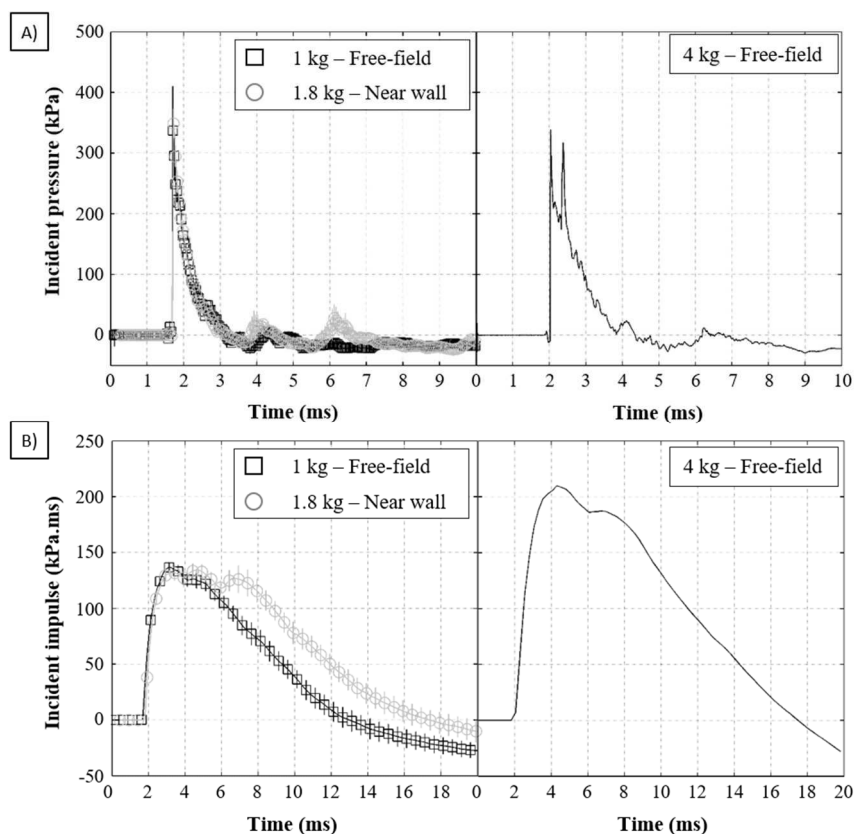 A)
500
400
300
200
100
0
Incident pressure (kPa)
1 kg – Free-field
1.8 kg – Near wall
4 kg – Free-field
0 1 2 3 4 5 6 7 8 9 0 1 2 3 4 5 6 7 8 9 10
Time (ms) Time (ms)
B)
250
200
150
100
50
0
-50
Incident impulse (kPa.ms)
1 kg – Free-field
1.8 kg – Near wall
4 kg – Free-field
0 2 4 6 8 10 12 14 16 18 0 2 4 6 8 10 12 14 16 18 20
Time (ms) Time (ms)